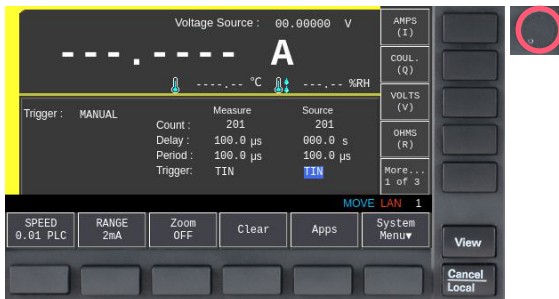 Voltage Source : 00.00000 V
---.---- A
----.-- °C ---.-- %RH
AMPS
(I)
COUL.
(Q)
VOLTS
(V)
OHMS
(R)
More...
1 of 3
Trigger : MANUAL
Measure Source
Count : 201 201
Delay : 100.0 µs 000.0 s
Period : 100.0 µs 100.0 µs
Trigger: TIN TIN
MOVE LAN 1
SPEED
0.01 PLC
RANGE
2mA
Zoom
OFF
Clear
Apps
System
Menu▼
View
Cancel
Local